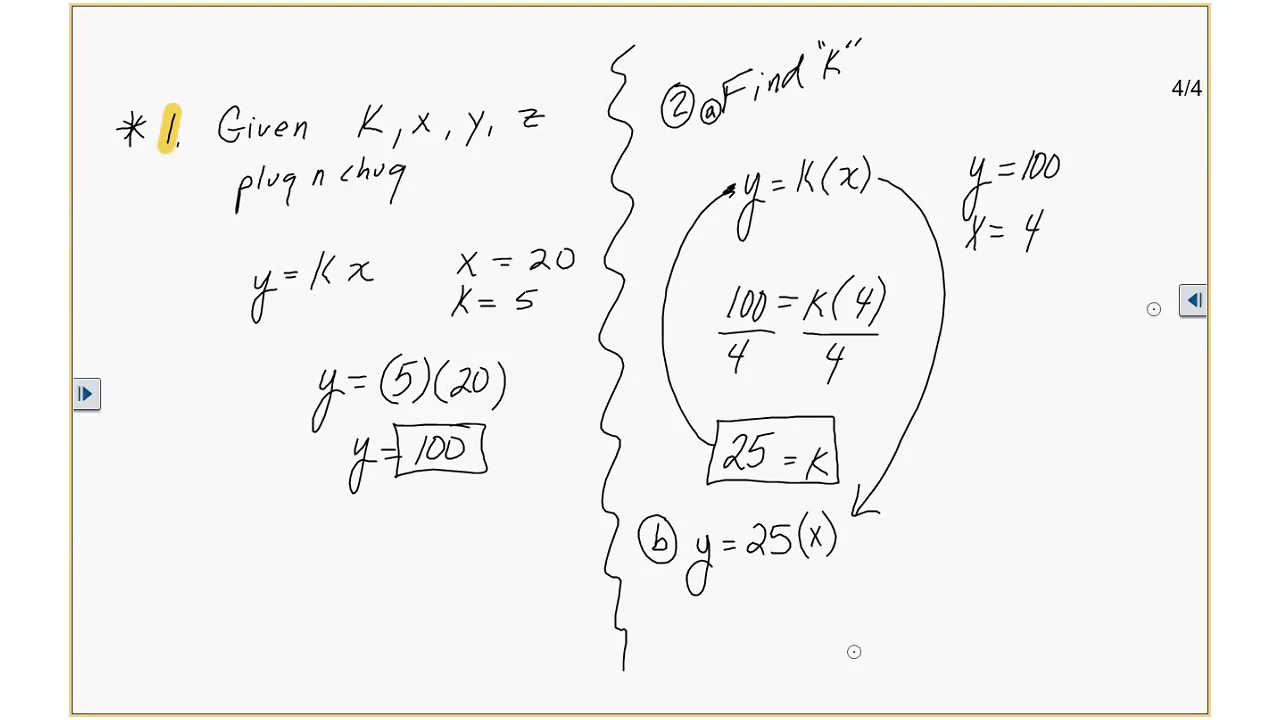 * 1. Given K, x, y, z
plug n chug
y = Kx
x = 20
K = 5
y = (5)(20)
y = 100
② ⓐ Find "K"
y = K(x)
y = 100
x = 4
100 = K(4)
4 4
25 = K
ⓑ y = 25(x)
4/4